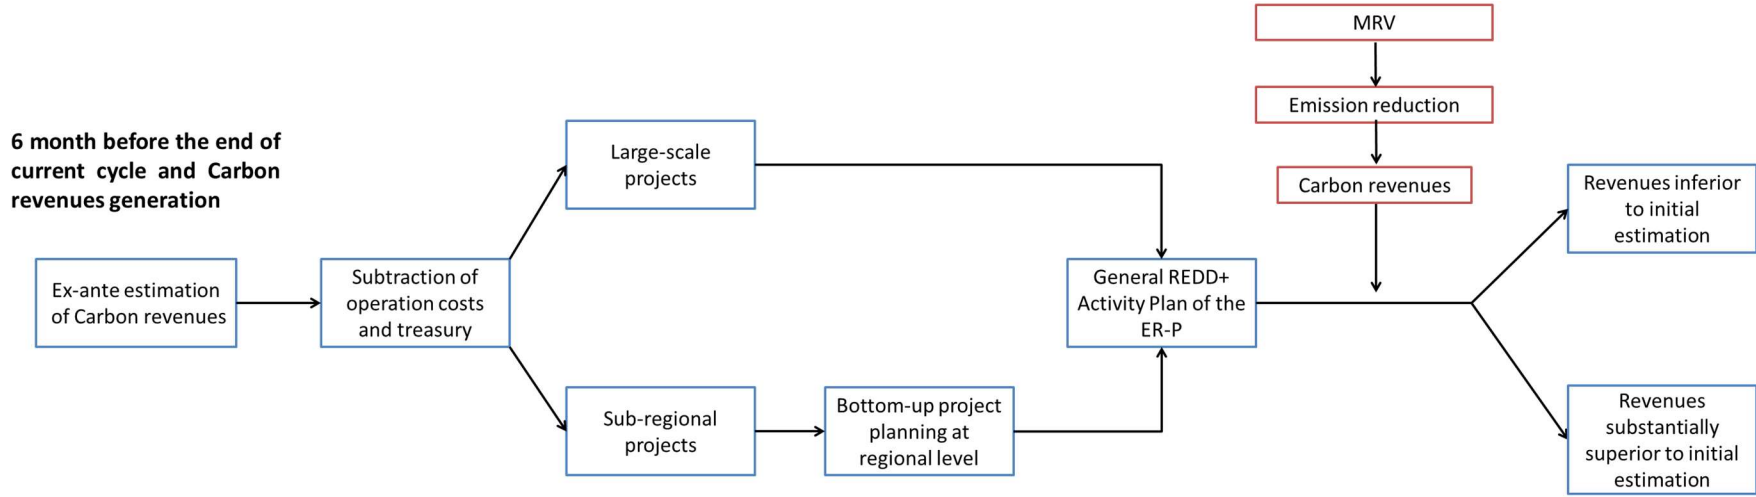 6 month before the end of
current cycle and Carbon
revenues generation
Ex-ante estimation
of Carbon revenues
Subtraction of
operation costs
and treasury
Large-scale
projects
Sub-regional
projects
Bottom-up project
planning at
regional level
General REDD+
Activity Plan of the
ER-P
MRV
Emission reduction
Carbon revenues
Revenues inferior
to initial
estimation
Revenues
substantially
superior to initial
estimation